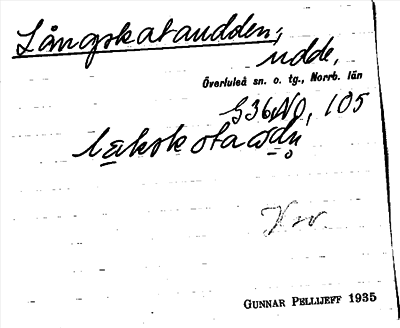 Långskataudden,
udde,
Överluleå sn. o. tg., Norrb. län
G36NO, 105
GUNNAR PELLIJEFF 1935